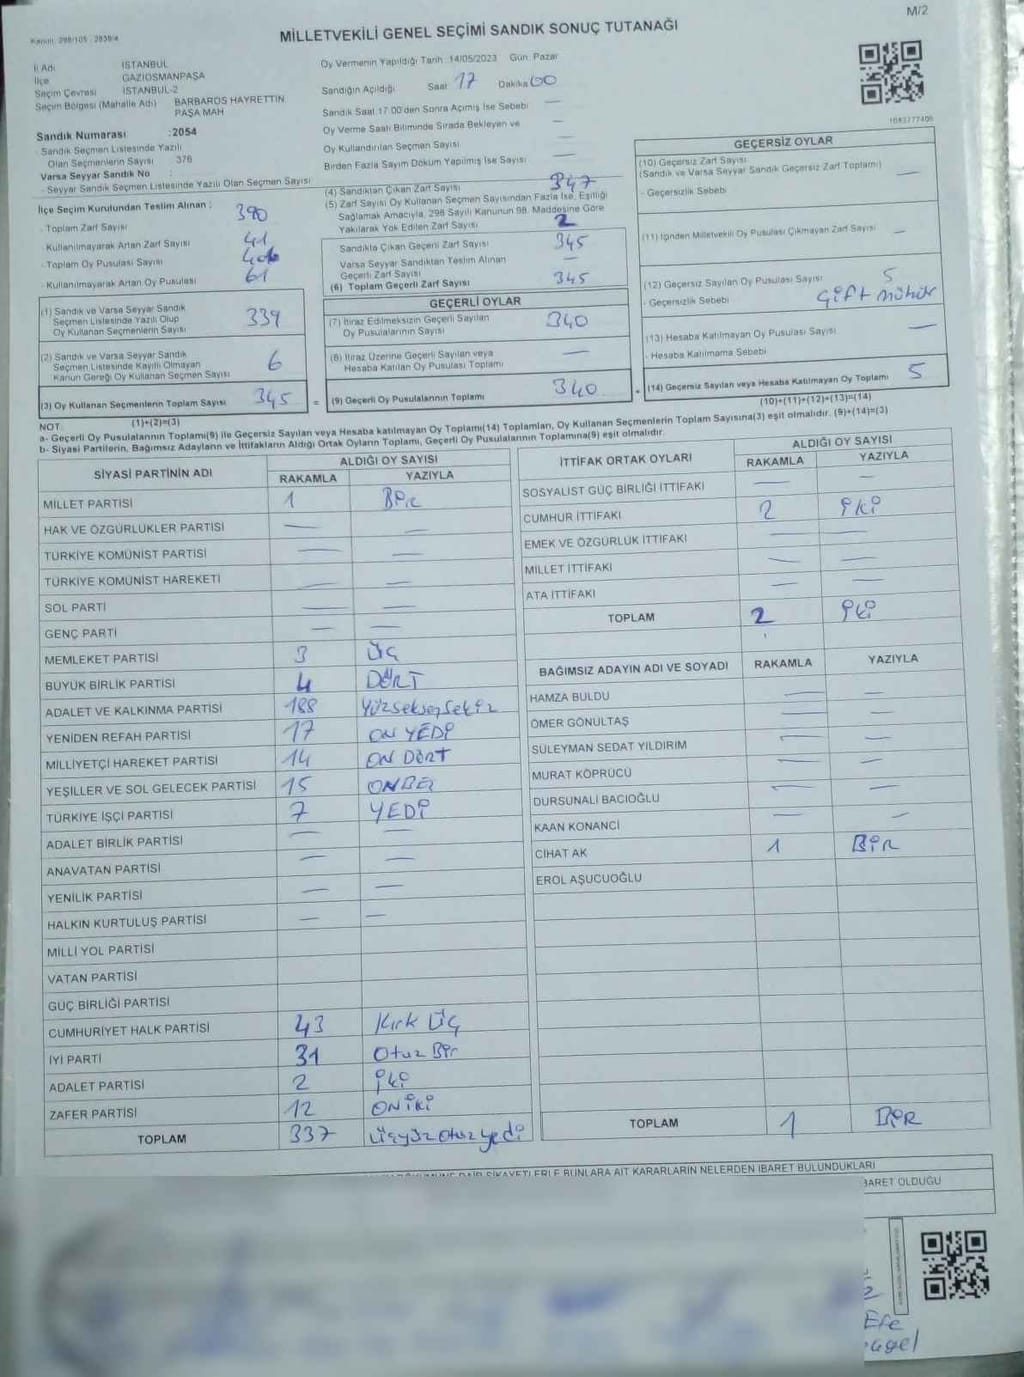 M/2
MİLLETVEKİLİ GENEL SEÇİMİ SANDIK SONUÇ TUTANAĞI
İl Adı İSTANBUL
İlçe GAZİOSMANPAŞA
Seçim Çevresi İSTANBUL-2
Seçim Bölgesi (Mahalle Adı) BARBAROS HAYRETTİN
PAŞA MAH
Sandık Numarası :2054
- Sandık Seçmen Listesinde Yazılı
Olan Seçmenlerin Sayısı 376
Varsa Seyyar Sandık No :
- Seyyar Sandık Seçmen Listesinde Yazılı Olan Seçmen Sayısı
Oy Vermenin Yapıldığı Tarih :14/05/2023 Gün: Pazar
Sandığın Açıldığı Saat 17 Dakika 00
Sandık Saat 17:00'den Sonra Açılmış İse Sebebi —
Oy Verme Saati Bitiminde Sırada Bekleyen ve —
Oy Kullandırılan Seçmen Sayısı —
Birden Fazla Sayım Döküm Yapılmış İse Sayısı —
İlçe Seçim Kurulundan Teslim Alınan :
- Toplam Zarf Sayısı 390
- Kullanılmayarak Artan Zarf Sayısı 41
- Toplam Oy Pusulası Sayısı
- Kullanılmayarak Artan Oy Pusulası 61
(1) Sandık ve Varsa Seyyar Sandık
Seçmen Listesinde Yazılı Olup
Oy Kullanan Seçmenlerin Sayısı 339
(2) Sandık ve Varsa Seyyar Sandık
Seçmen Listesinde Kayıtlı Olmayan
Kanun Gereği Oy Kullanan Seçmen Sayısı 6
(3) Oy Kullanan Seçmenlerin Toplam Sayısı 345
(1)+(2)=(3)
(4) Sandıktan Çıkan Zarf Sayısı 347
(5) Zarf Sayısı Oy Kullanan Seçmen Sayısından Fazla İse, Eşitliği
Sağlamak Amacıyla, 298 Sayılı Kanunun 98. Maddesine Göre
Yakılarak Yok Edilen Zarf Sayısı 2
Sandıkta Çıkan Geçerli Zarf Sayısı 345
Varsa Seyyar Sandıktan Teslim Alınan
Geçerli Zarf Sayısı —
(6) Toplam Geçerli Zarf Sayısı 345
GEÇERLİ OYLAR
(7) İtiraz Edilmeksizin Geçerli Sayılan
Oy Pusulalarının Sayısı 340
(8) İtiraz Üzerine Geçerli Sayılan veya
Hesaba Katılan Oy Pusulası Toplamı —
= (9) Geçerli Oy Pusulalarının Toplamı 340
GEÇERSİZ OYLAR
(10) Geçersiz Zarf Sayısı
(Sandık ve Varsa Seyyar Sandık Geçersiz Zarf Toplamı) —
- Geçersizlik Sebebi
(11) İçinden Milletvekili Oy Pusulası Çıkmayan Zarf Sayısı —
(12) Geçersiz Sayılan Oy Pusulası Sayısı 5
- Geçersizlik Sebebi Çift mühür
(13) Hesaba Katılmayan Oy Pusulası Sayısı —
- Hesaba Katılmama Sebebi
+ (14) Geçersiz Sayılan veya Hesaba Katılmayan Oy Toplamı 5
(10)+(11)+(12)+(13)=(14)
NOT
a- Geçerli Oy Pusulalarının Toplamı(9) ile Geçersiz Sayılan veya Hesaba katılmayan Oy Toplamı(14) Toplamları, Oy Kullanan Seçmenlerin Toplam Sayısına(3) eşit olmalıdır. (9)+(14)=(3)
b- Siyasi Partilerin, Bağımsız Adayların ve İttifakların Aldığı Ortak Oyların Toplamı, Geçerli Oy Pusulalarının Toplamına(9) eşit olmalıdır.
SİYASİ PARTİNİN ADI ALDIĞI OY SAYISI
RAKAMLA YAZIYLA
MİLLET PARTİSİ 1 BİR
HAK VE ÖZGÜRLÜKLER PARTİSİ — —
TÜRKİYE KOMÜNİST PARTİSİ — —
TÜRKİYE KOMÜNİST HAREKETİ — —
SOL PARTİ — —
GENÇ PARTİ — —
MEMLEKET PARTİSİ 3 ÜÇ
BÜYÜK BİRLİK PARTİSİ 4 DÖRT
ADALET VE KALKINMA PARTİSİ 188 Yüzseksensekiz
YENİDEN REFAH PARTİSİ 17 ON YEDİ
MİLLİYETÇİ HAREKET PARTİSİ 14 ON DÖRT
YEŞİLLER VE SOL GELECEK PARTİSİ 15 ONBEŞ
TÜRKİYE İŞÇİ PARTİSİ 7 YEDİ
ADALET BİRLİK PARTİSİ — —
ANAVATAN PARTİSİ — —
YENİLİK PARTİSİ — —
HALKIN KURTULUŞ PARTİSİ — —
MİLLİ YOL PARTİSİ
VATAN PARTİSİ
GÜÇ BİRLİĞİ PARTİSİ
CUMHURİYET HALK PARTİSİ 43 Kırk Üç
İYİ PARTİ 31 Otuz Bir
ADALET PARTİSİ 2 İki
ZAFER PARTİSİ 12 ONİKİ
TOPLAM 337 Üçyüz otuz yedi
İTTİFAK ORTAK OYLARI ALDIĞI OY SAYISI
RAKAMLA YAZIYLA
SOSYALİST GÜÇ BİRLİĞİ İTTİFAKI — —
CUMHUR İTTİFAKI 2 İKİ
EMEK VE ÖZGÜRLÜK İTTİFAKI — —
MİLLET İTTİFAKI — —
ATA İTTİFAKI — —
TOPLAM 2 İKİ
BAĞIMSIZ ADAYIN ADI VE SOYADI RAKAMLA YAZIYLA
HAMZA BULDU — —
ÖMER GÖNÜLTAŞ — —
SÜLEYMAN SEDAT YILDIRIM — —
MURAT KÖPRÜCÜ — —
DURSUNALİ BACIOĞLU — —
KAAN KONANCİ — —
CİHAT AK 1 BİR
EROL AŞUCUOĞLU
TOPLAM 1 BİR
ŞİKAYETLERLE BUNLARA AİT KARARLARIN NELERDEN İBARET BULUNDUKLARI
BARET OLDUĞU
Efe